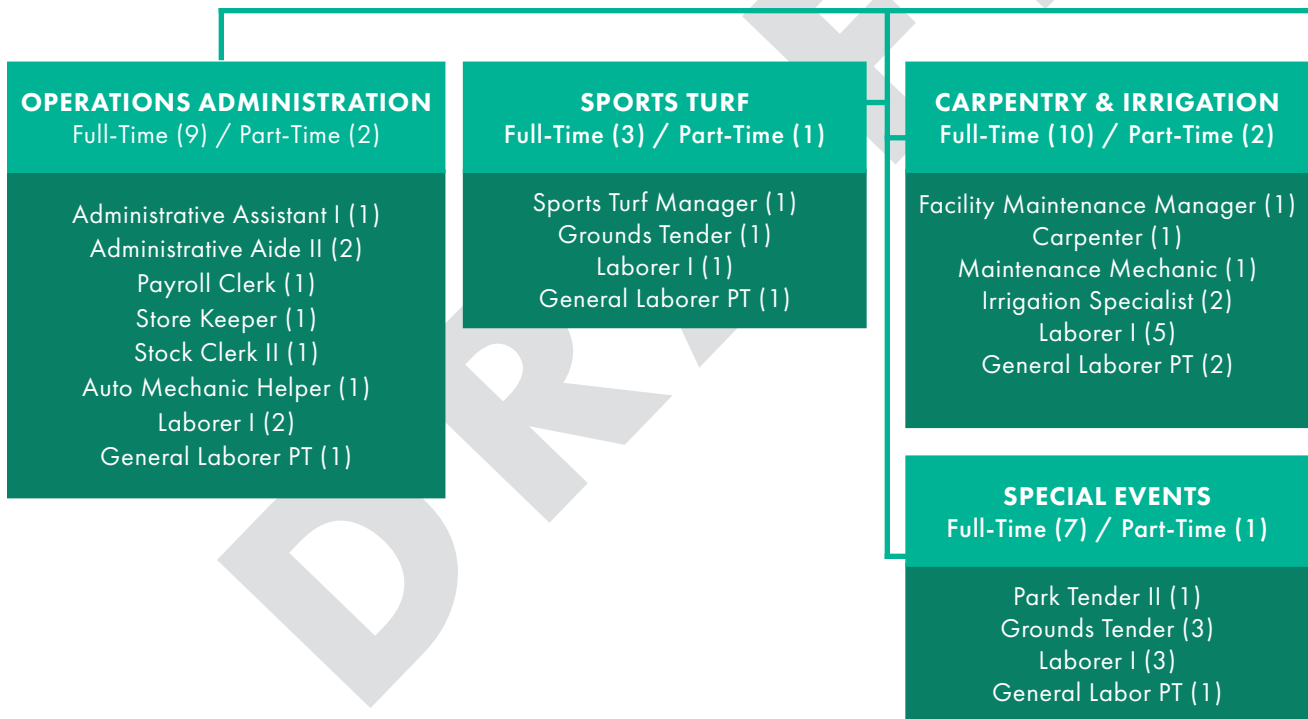 OPERATIONS ADMINISTRATION
Full-Time (9) / Part-Time (2)
Administrative Assistant I (1)
Administrative Aide II (2)
Payroll Clerk (1)
Store Keeper (1)
Stock Clerk II (1)
Auto Mechanic Helper (1)
Laborer I (2)
General Laborer PT (1)
SPORTS TURF
Full-Time (3) / Part-Time (1)
Sports Turf Manager (1)
Grounds Tender (1)
Laborer I (1)
General Laborer PT (1)
CARPENTRY & IRRIGATION
Full-Time (10) / Part-Time (2)
Facility Maintenance Manager (1)
Carpenter (1)
Maintenance Mechanic (1)
Irrigation Specialist (2)
Laborer I (5)
General Laborer PT (2)
SPECIAL EVENTS
Full-Time (7) / Part-Time (1)
Park Tender II (1)
Grounds Tender (3)
Laborer I (3)
General Labor PT (1)